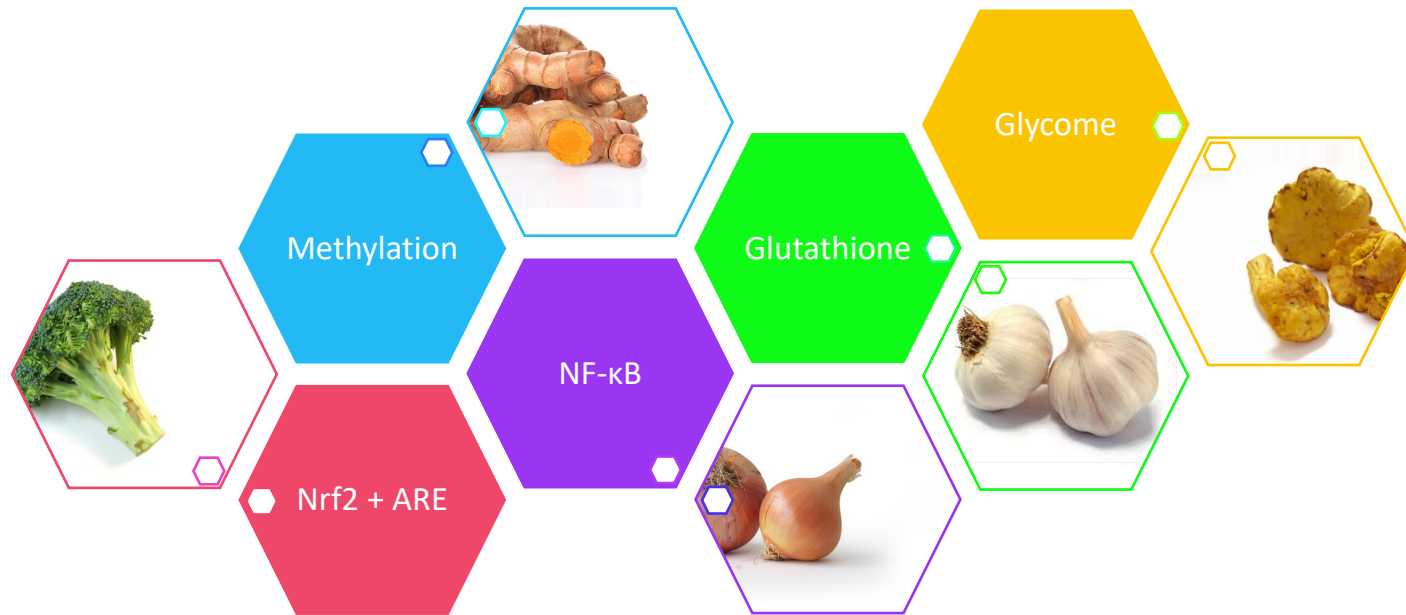 Glycome
Methylation
Glutathione
NF-κB
Nrf2 + ARE